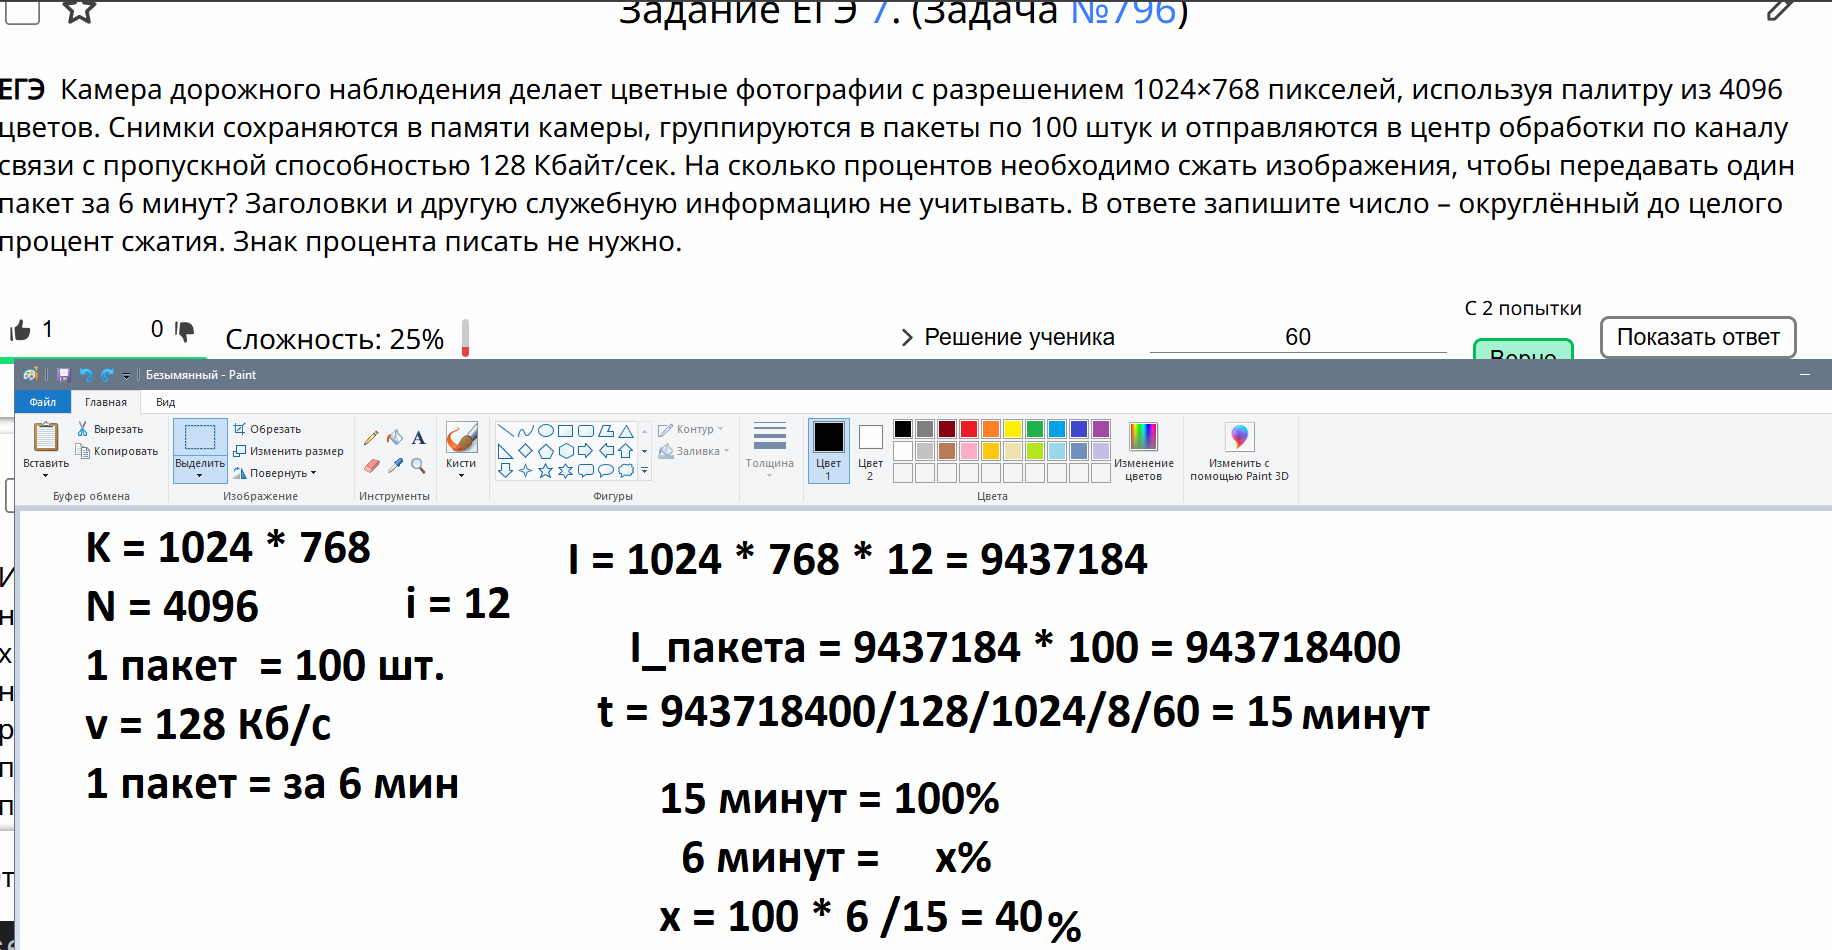 Задание ЕГЭ 7. (Задача №796)
ЕГЭ Камера дорожного наблюдения делает цветные фотографии с разрешением 1024×768 пикселей, используя палитру из 4096
цветов. Снимки сохраняются в памяти камеры, группируются в пакеты по 100 штук и отправляются в центр обработки по каналу
связи с пропускной способностью 128 Кбайт/сек. На сколько процентов необходимо сжать изображения, чтобы передавать один
пакет за 6 минут? Заголовки и другую служебную информацию не учитывать. В ответе запишите число – округлённый до целого
процент сжатия. Знак процента писать не нужно.
С 2 попытки
1 0 Сложность: 25% Решение ученика 60 Верно Показать ответ
Безымянный - Paint
Файл Главная Вид
Вставить
Вырезать
Копировать
Буфер обмена
Выделить
Обрезать
Изменить размер
Повернуть
Изображение
A
Инструменты
Кисти
Контур
Заливка
Фигуры
Толщина
Цвет
1
Цвет
2
Изменение
цветов
Цвета
Изменить с
помощью Paint 3D
K = 1024 * 768
N = 4096 i = 12
1 пакет = 100 шт.
v = 128 Кб/с
1 пакет = за 6 мин
I = 1024 * 768 * 12 = 9437184
I_пакета = 9437184 * 100 = 943718400
t = 943718400/128/1024/8/60 = 15 минут
15 минут = 100%
6 минут = x%
x = 100 * 6 /15 = 40%